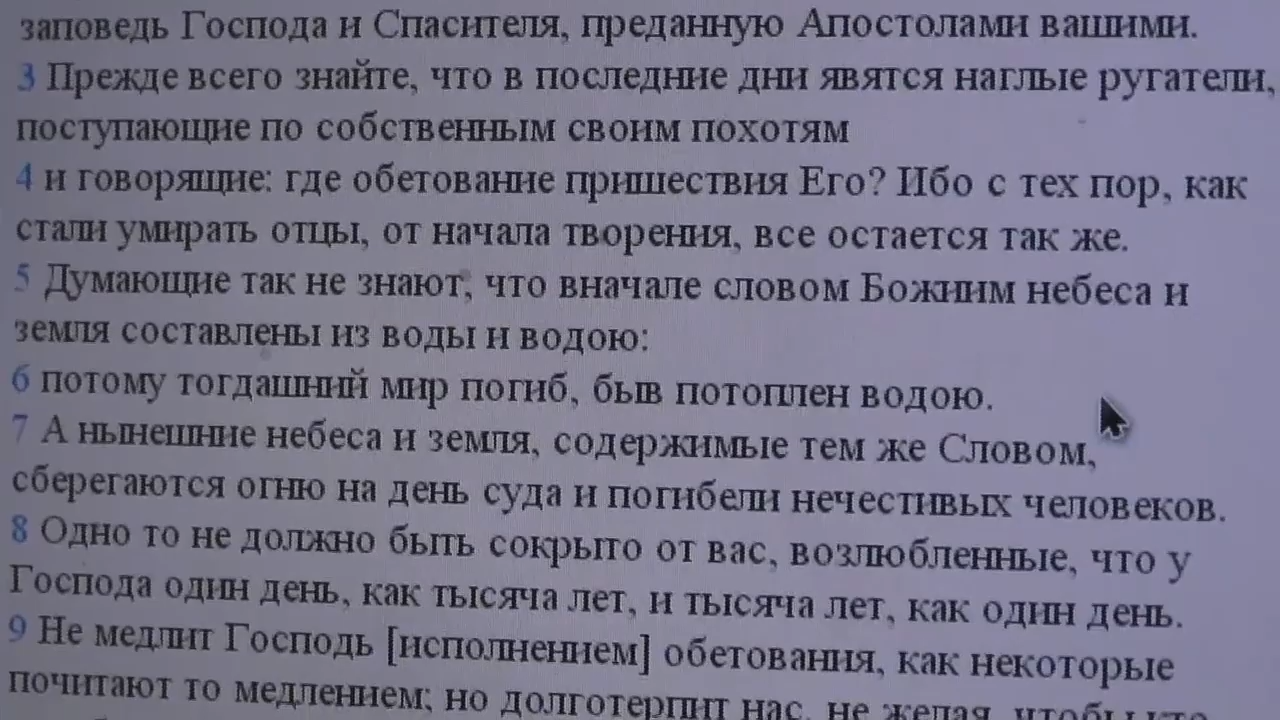 заповедь Господа и Спасителя, преданную Апостолами вашими.
3 Прежде всего знайте, что в последние дни явятся наглые ругатели,
поступающие по собственным своим похотям
4 и говорящие: где обетование пришествия Его? Ибо с тех пор, как
стали умирать отцы, от начала творения, все остается так же.
5 Думающие так не знают, что вначале словом Божиим небеса и
земля составлены из воды и водою:
6 потому тогдашний мир погиб, быв потоплен водою.
7 А нынешние небеса и земля, содержимые тем же Словом,
сберегаются огню на день суда и погибели нечестивых человеков.
8 Одно то не должно быть сокрыто от вас, возлюбленные, что у
Господа один день, как тысяча лет, и тысяча лет, как один день.
9 Не медлит Господь [исполнением] обетования, как некоторые
почитают то медлением; но долготерпит нас, не желая, чтобы кто